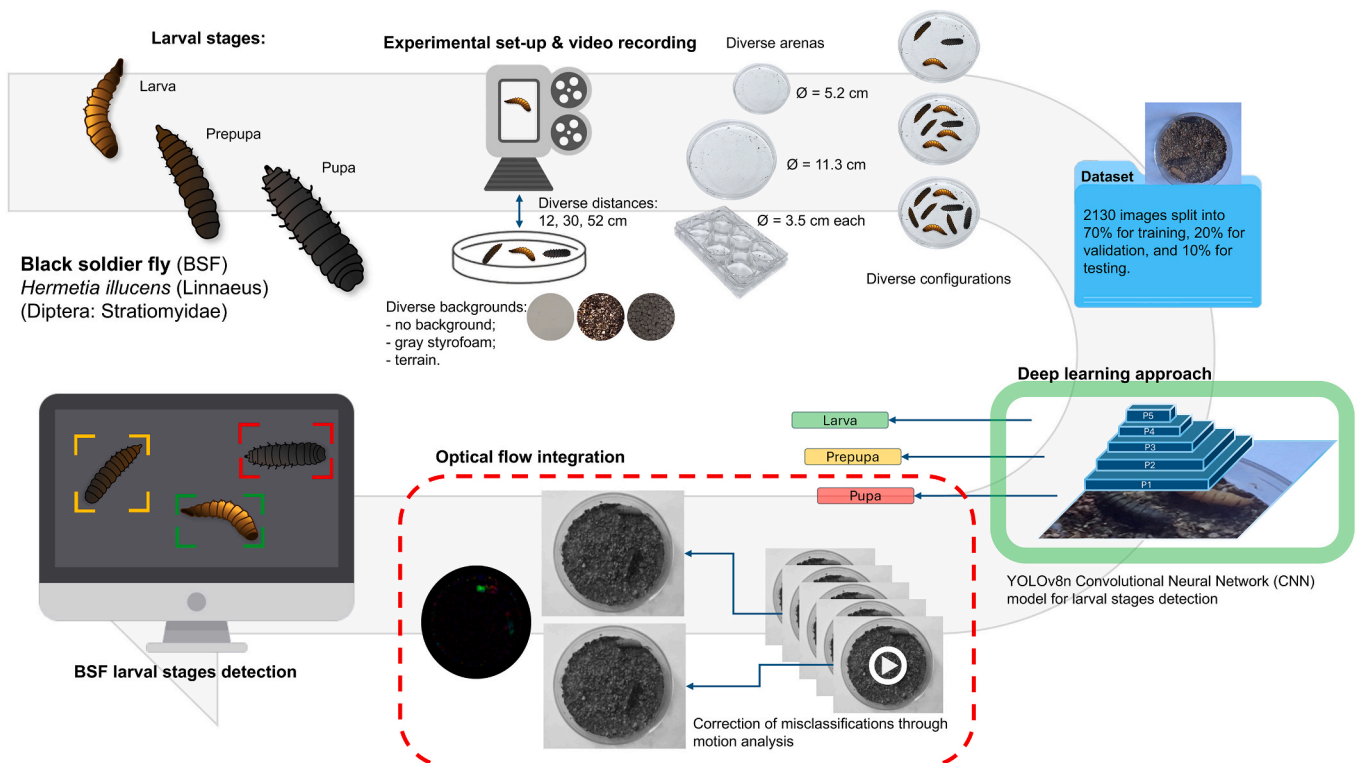 Larval stages:
Larva
Prepupa
Pupa
Black soldier fly (BSF)
Hermetia illucens (Linnaeus)
(Diptera: Stratiomyidae)
Experimental set-up & video recording
Diverse distances:
12, 30, 52 cm
Diverse backgrounds:
- no background;
- gray styrofoam;
- terrain.
Diverse arenas
Ø = 5.2 cm
Ø = 11.3 cm
Ø = 3.5 cm each
Diverse configurations
Dataset
2130 images split into
70% for training, 20% for
validation, and 10% for
testing.
Deep learning approach
P5
P4
P3
P2
P1
YOLOv8n Convolutional Neural Network (CNN)
model for larval stages detection
Larva
Prepupa
Pupa
Optical flow integration
Correction of misclassifications through
motion analysis
BSF larval stages detection